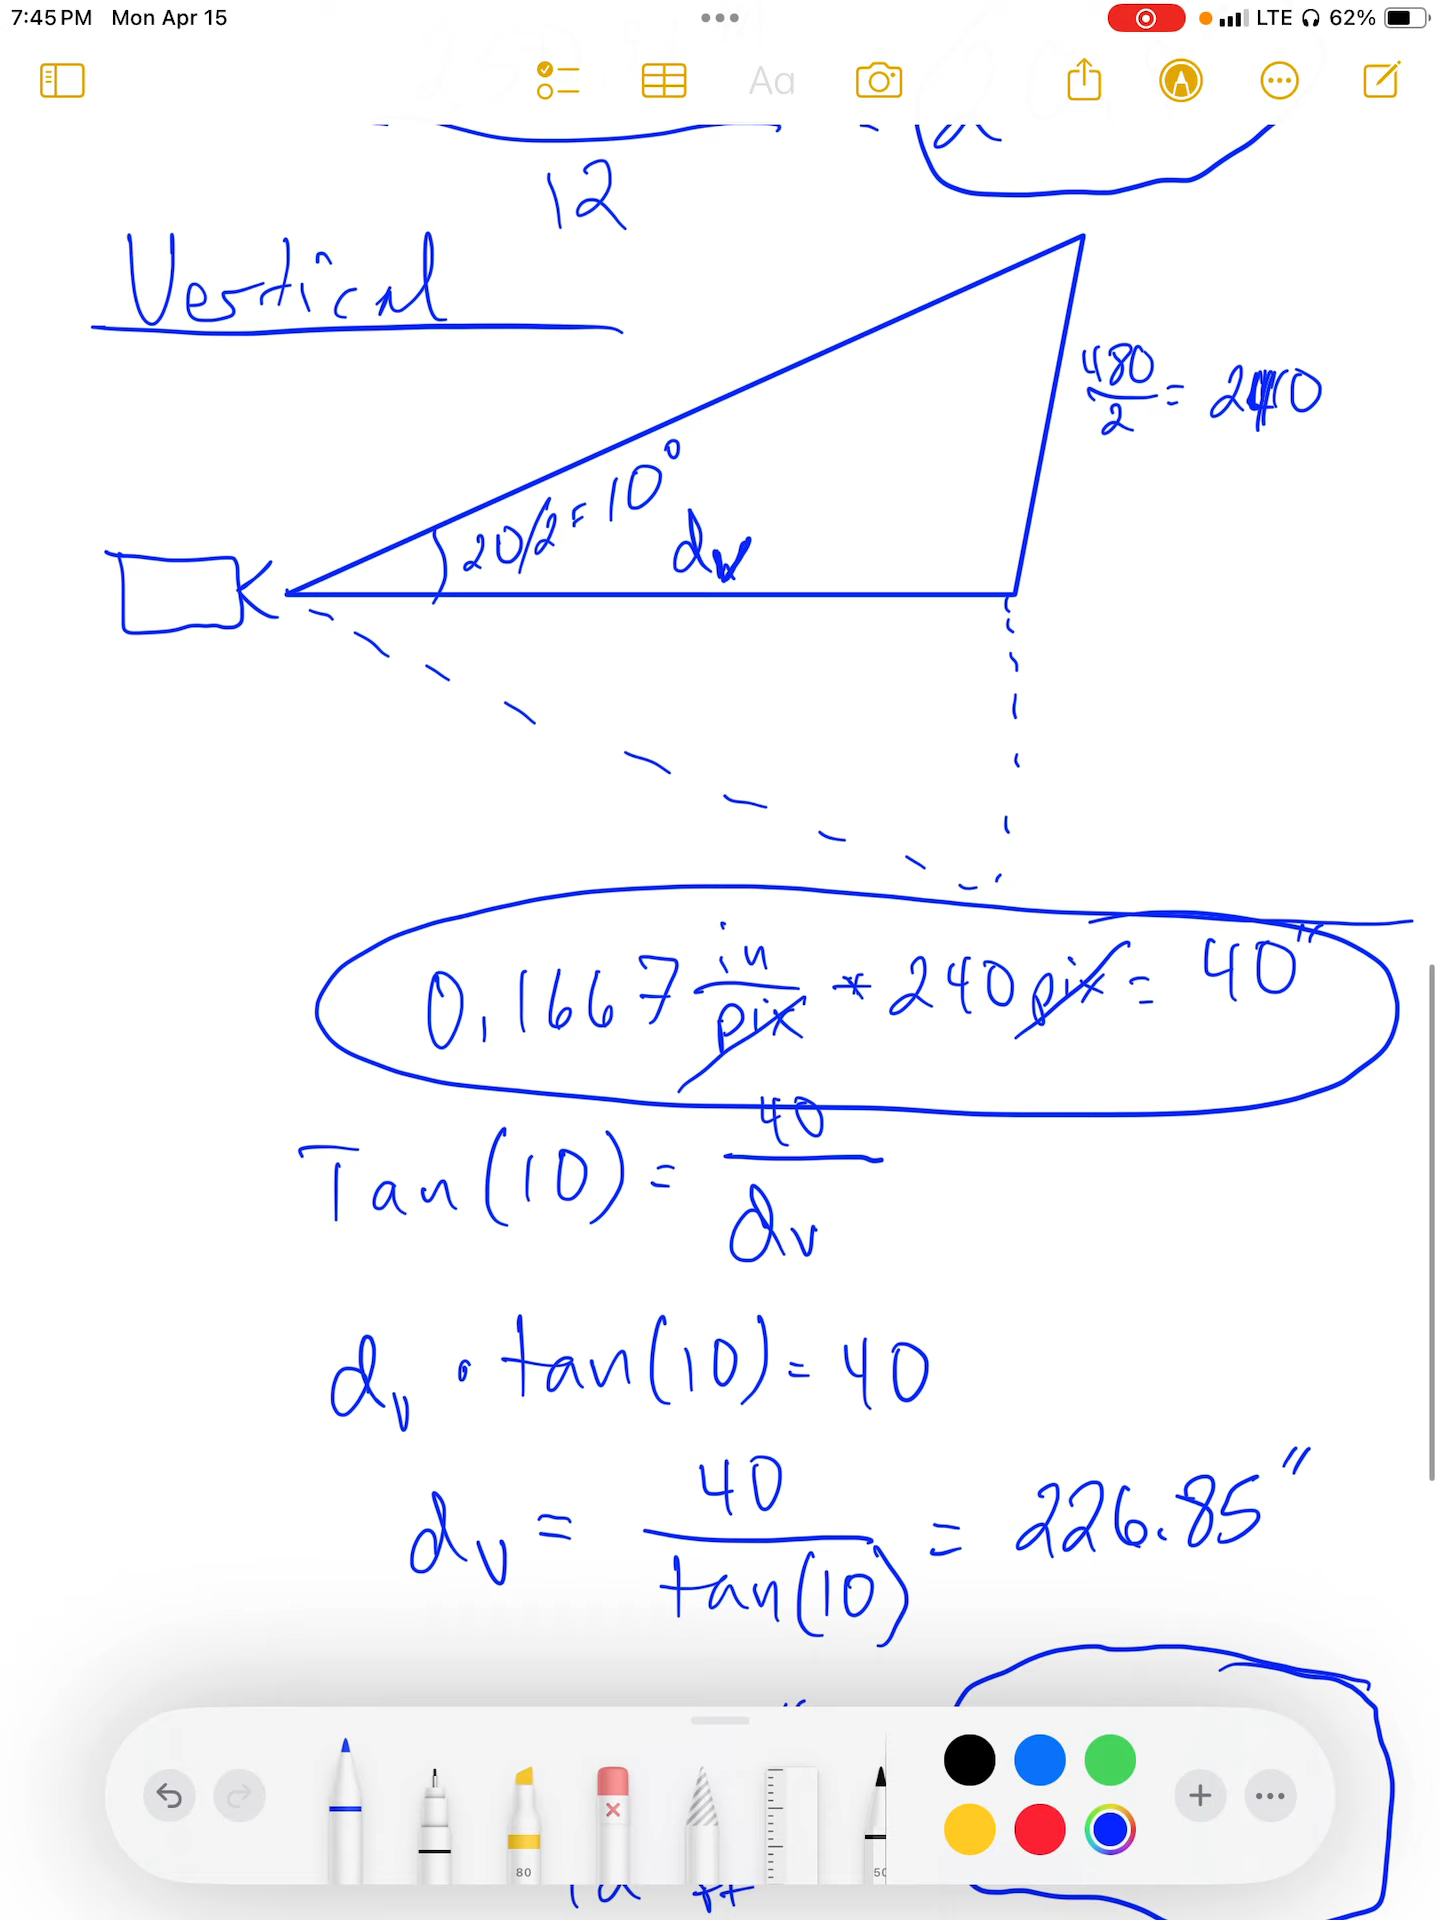 7:45 PM Mon Apr 15
LTE 62%
Aa
12
Vertical
480/2 = 240
20/2 = 10°
dv
0.1667 in/pix * 240 pix = 40"
Tan(10) = 40/dv
dv · tan(10) = 40
dv = 40/tan(10) = 226.85"
80
50